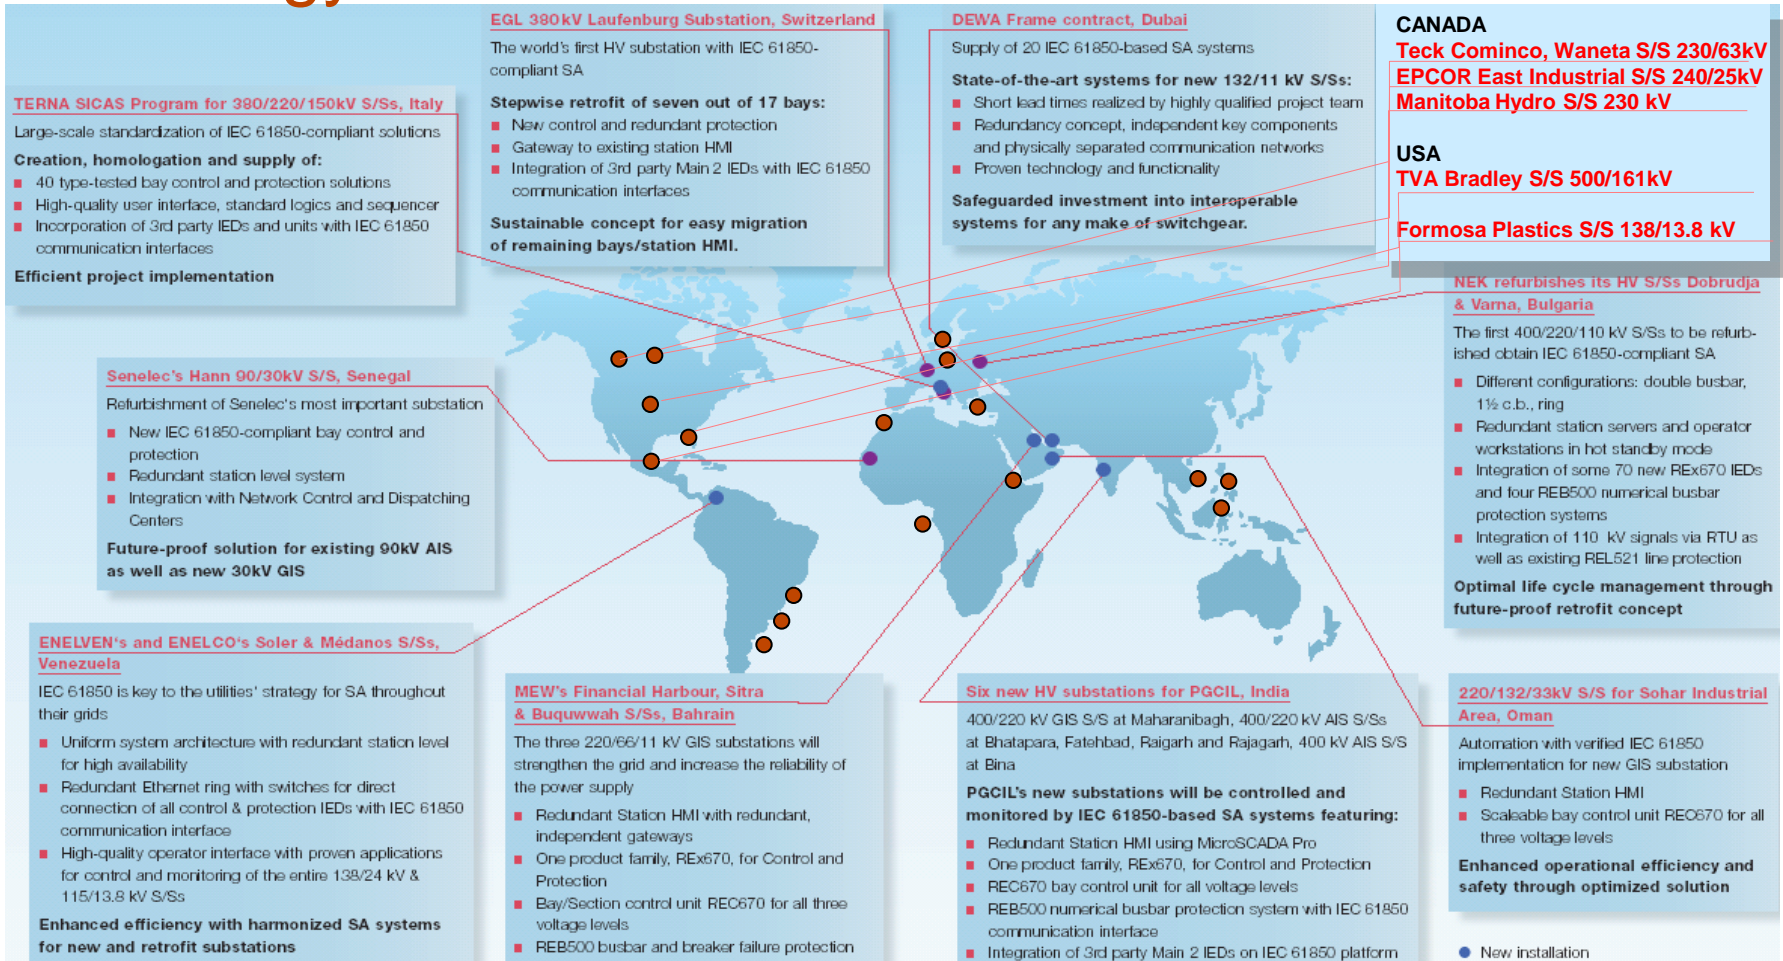 gy
TERNA SICAS Program for 380/220/150kV S/Ss, Italy
Large-scale standardization of IEC 61850-compliant solutions
Creation, homologation and supply of:
40 type-tested bay control and protection solutions
High-quality user interface, standard logics and sequencer
Incorporation of 3rd party IEDs and units with IEC 61850
communication interfaces
Efficient project implementation
EGL 380kV Laufenburg Substation, Switzerland
The world's first HV substation with IEC 61850-
compliant SA
Stepwise retrofit of seven out of 17 bays:
New control and redundant protection
Gateway to existing station HMI
Integration of 3rd party Main 2 IEDs with IEC 61850
communication interfaces
Sustainable concept for easy migration
of remaining bays/station HMI.
DEWA Frame contract, Dubai
Supply of 20 IEC 61850-based SA systems
State-of-the-art systems for new 132/11 kV S/Ss:
Short lead times realized by highly qualified project team
Redundancy concept, independent key components
and physically separated communication networks
Proven technology and functionality
Safeguarded investment into interoperable
systems for any make of switchgear.
CANADA
Teck Cominco, Waneta S/S 230/63kV
EPCOR East Industrial S/S 240/25kV
Manitoba Hydro S/S 230 kV
USA
TVA Bradley S/S 500/161kV
Formosa Plastics S/S 138/13.8 kV
NEK refurbishes its HV S/Ss Dobrudja
& Varna, Bulgaria
The first 400/220/110 kV S/Ss to be refurb-
ished obtain IEC 61850-compliant SA
Different configurations: double busbar,
1½ c.b., ring
Redundant station servers and operator
workstations in hot standby mode
Integration of some 70 new REx670 IEDs
and four REB500 numerical busbar
protection systems
Integration of 110 kV signals via RTU as
well as existing REL521 line protection
Optimal life cycle management through
future-proof retrofit concept
Senelec's Hann 90/30kV S/S, Senegal
Refurbishment of Senelec's most important substation
New IEC 61850-compliant bay control and
protection
Redundant station level system
Integration with Network Control and Dispatching
Centers
Future-proof solution for existing 90kV AIS
as well as new 30kV GIS
ENELVEN's and ENELCO's Soler & Médanos S/Ss,
Venezuela
IEC 61850 is key to the utilities' strategy for SA throughout
their grids
Uniform system architecture with redundant station level
for high availability
Redundant Ethernet ring with switches for direct
connection of all control & protection IEDs with IEC 61850
communication interface
High-quality operator interface with proven applications
for control and monitoring of the entire 138/24 kV &
115/13.8 kV S/Ss
Enhanced efficiency with harmonized SA systems
for new and retrofit substations
MEW's Financial Harbour, Sitra
& Buquwwah S/Ss, Bahrain
The three 220/66/11 kV GIS substations will
strengthen the grid and increase the reliability of
the power supply
Redundant Station HMI with redundant,
independent gateways
One product family, REx670, for Control and
Protection
Bay/Section control unit REC670 for all three
voltage levels
REB500 busbar and breaker failure protection
Six new HV substations for PGCIL, India
400/220 kV GIS S/S at Maharanibagh, 400/220 kV AIS S/Ss
at Bhatapara, Fatehbad, Raigarh and Rajagarh, 400 kV AIS S/S
at Bina
PGCIL's new substations will be controlled and
monitored by IEC 61850-based SA systems featuring:
Redundant Station HMI using MicroSCADA Pro
One product family, REx670, for Control and Protection
REC670 bay control unit for all voltage levels
REB500 numerical busbar protection system with IEC 61850
communication interface
Integration of 3rd party Main 2 IEDs on IEC 61850 platform
220/132/33kV S/S for Sohar Industrial
Area, Oman
Automation with verified IEC 61850
implementation for new GIS substation
Redundant Station HMI
Scaleable bay control unit REC670 for all
three voltage levels
Enhanced operational efficiency and
safety through optimized solution
New installation